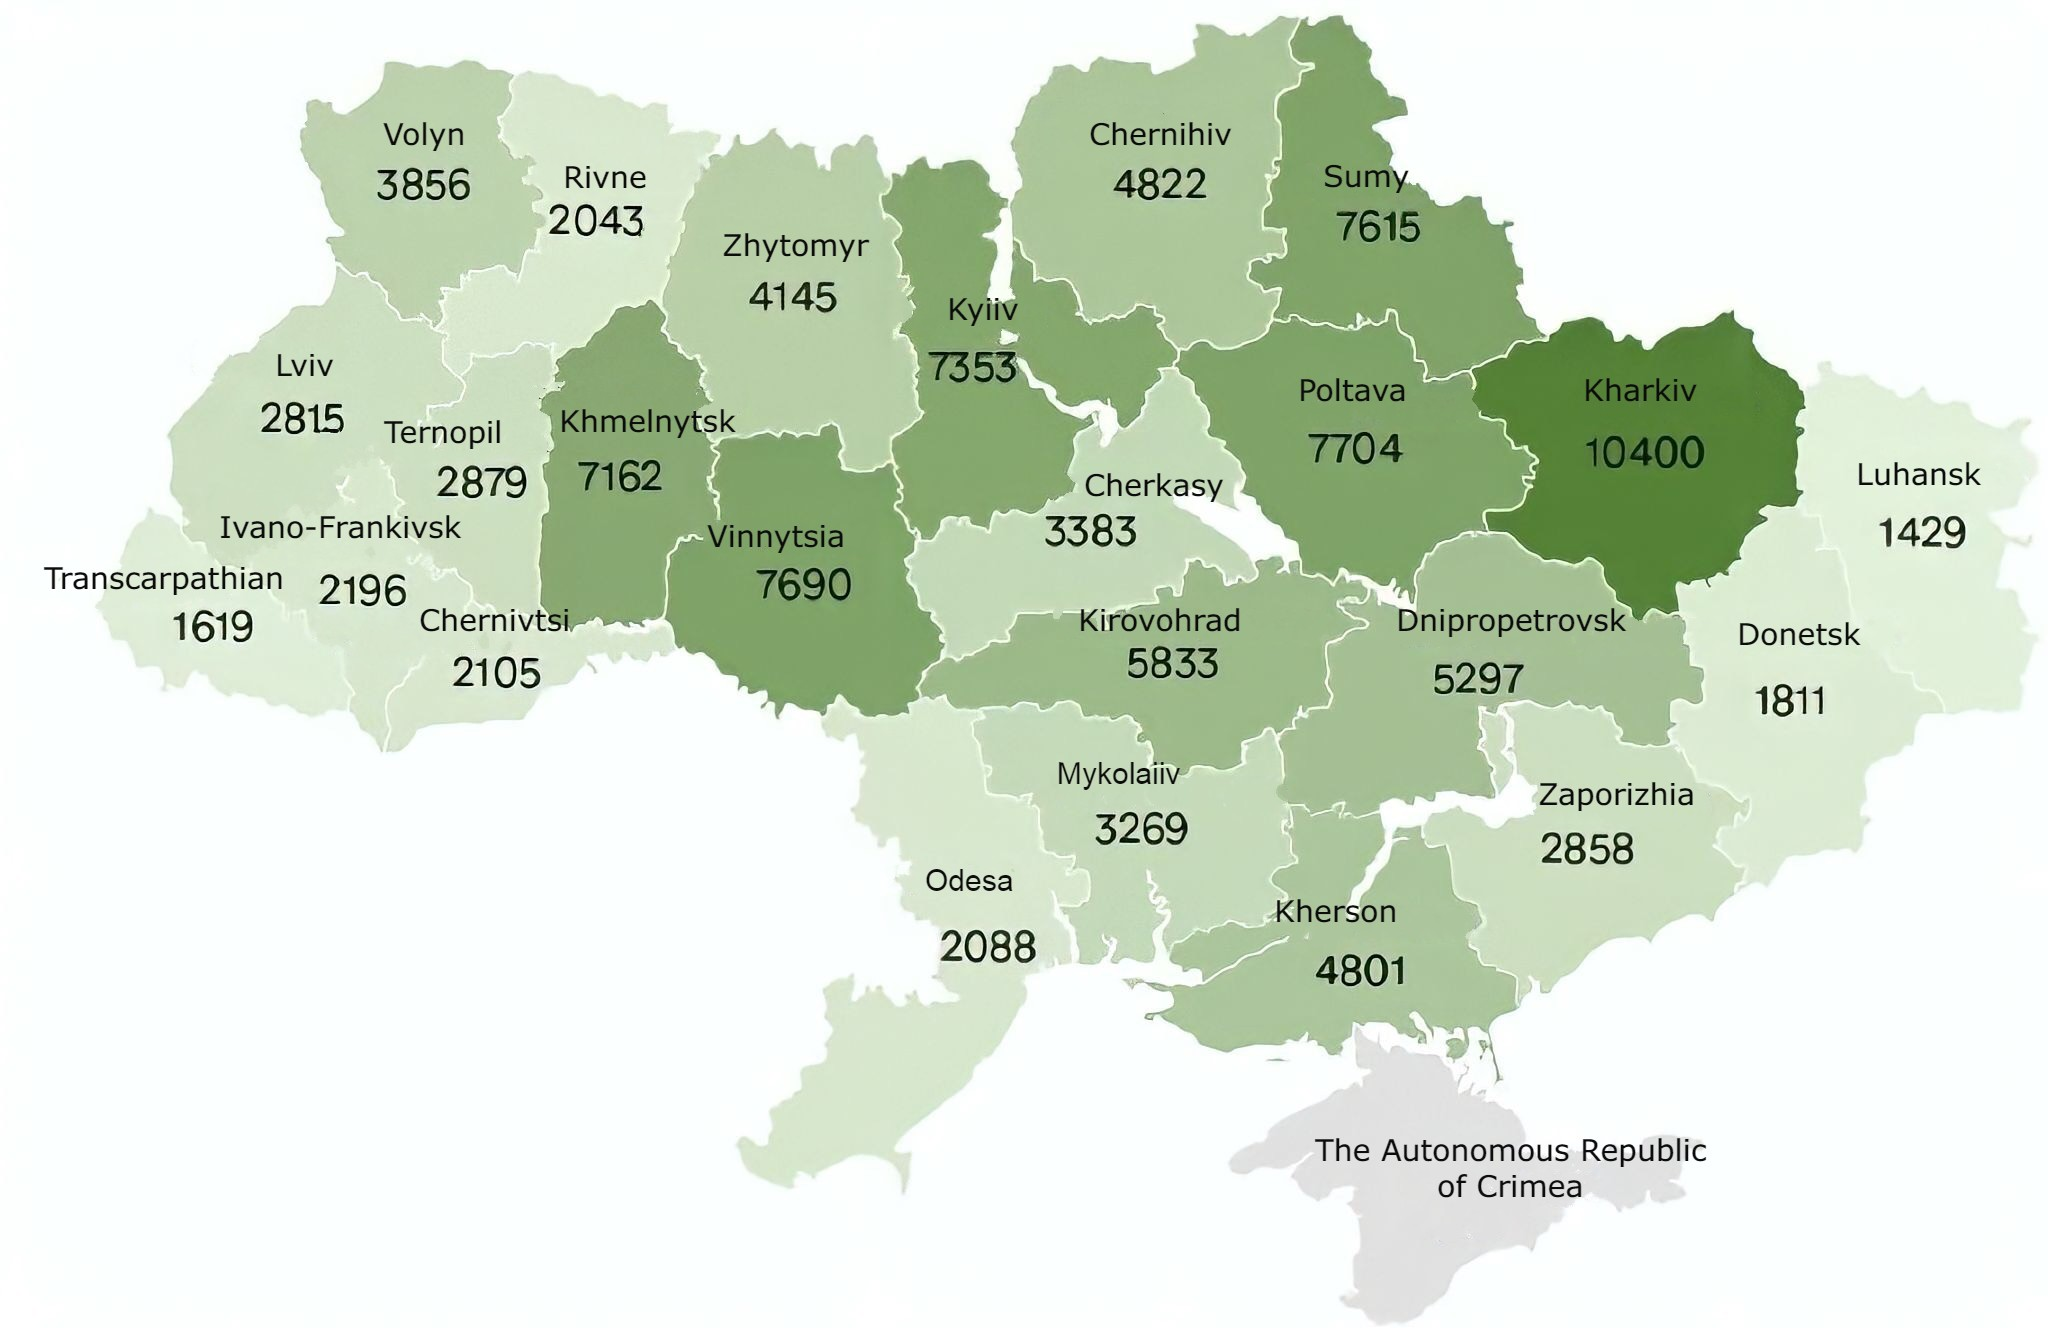 Volyn
3856
Rivne
2043
Zhytomyr
4145
Kyiiv
7353
Chernihiv
4822
Sumy
7615
Lviv
2815
Ternopil
2879
Khmelnytsk
7162
Vinnytsia
7690
Cherkasy
3383
Poltava
7704
Kharkiv
10400
Luhansk
1429
Ivano-Frankivsk
2196
Transcarpathian
1619
Chernivtsi
2105
Kirovohrad
5833
Dnipropetrovsk
5297
Donetsk
1811
Mykolaiiv
3269
Zaporizhia
2858
Odesa
2088
Kherson
4801
The Autonomous Republic
of Crimea